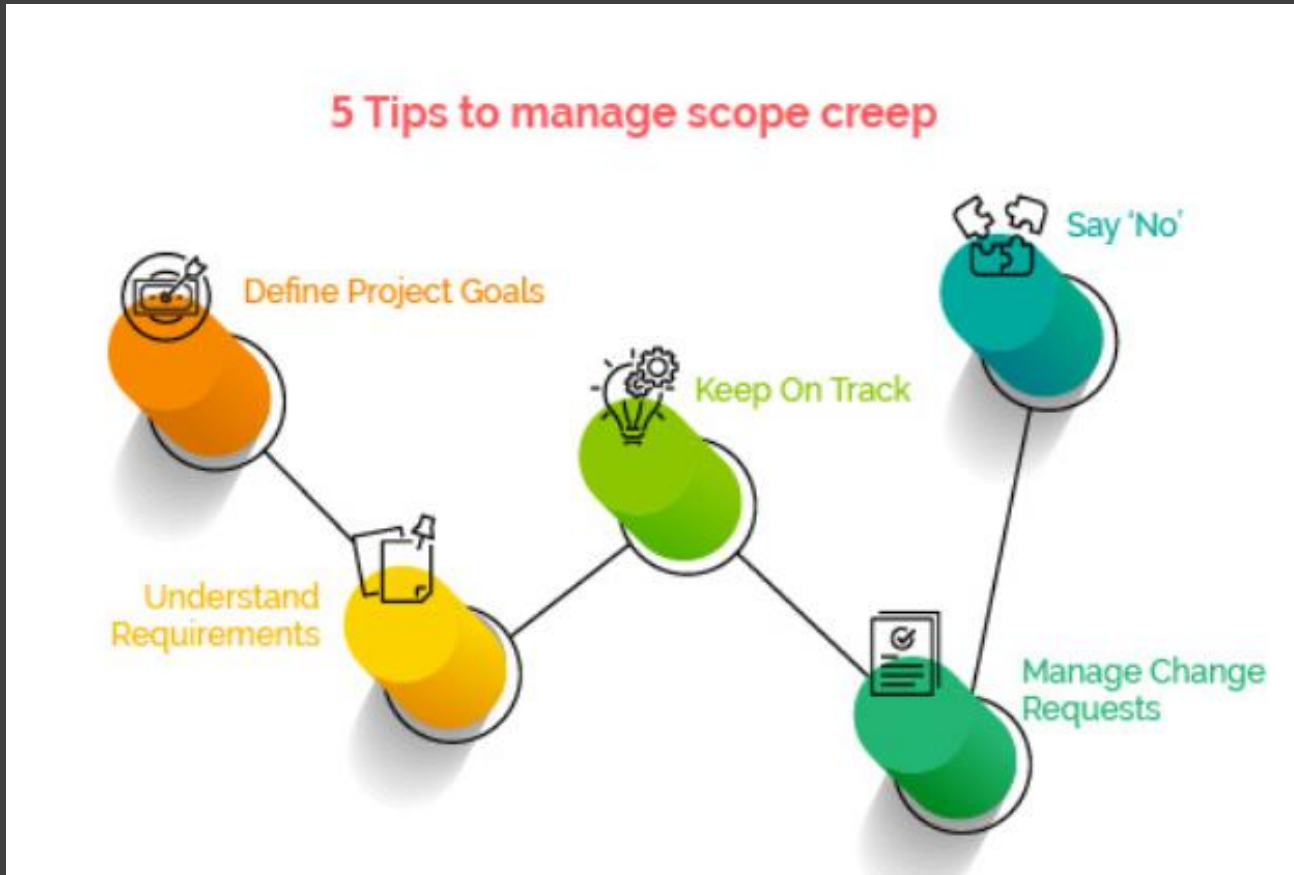 5 Tips to manage scope creep
Define Project Goals
Understand
Requirements
Keep On Track
Manage Change
Requests
Say ‘No’